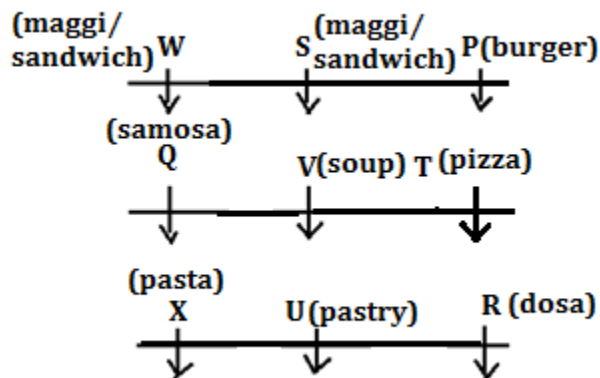 (maggi/ sandwich) W S (maggi/ sandwich) P(burger)
(samosa)
Q V(soup) T (pizza)
(pasta)
X U(pastry) R (dosa)